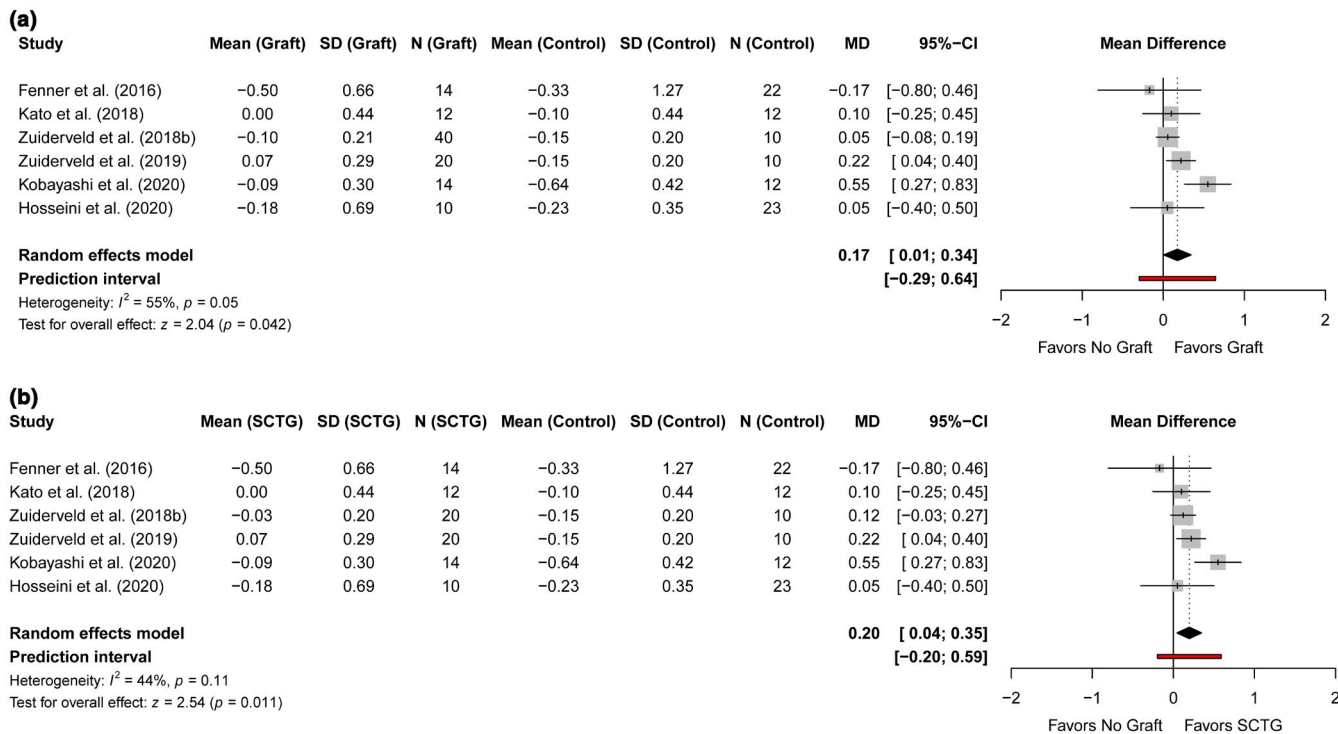 (a)
Study Mean (Graft) SD (Graft) N (Graft) Mean (Control) SD (Control) N (Control) MD 95%−CI Mean Difference
Fenner et al. (2016) −0.50 0.66 14 −0.33 1.27 22 −0.17 [−0.80; 0.46]
Kato et al. (2018) 0.00 0.44 12 −0.10 0.44 12 0.10 [−0.25; 0.45]
Zuiderveld et al. (2018b) −0.10 0.21 40 −0.15 0.20 10 0.05 [−0.08; 0.19]
Zuiderveld et al. (2019) 0.07 0.29 20 −0.15 0.20 10 0.22 [ 0.04; 0.40]
Kobayashi et al. (2020) −0.09 0.30 14 −0.64 0.42 12 0.55 [ 0.27; 0.83]
Hosseini et al. (2020) −0.18 0.69 10 −0.23 0.35 23 0.05 [−0.40; 0.50]
Random effects model 0.17 [ 0.01; 0.34]
Prediction interval [−0.29; 0.64]
Heterogeneity: I² = 55%, p = 0.05
Test for overall effect: z = 2.04 (p = 0.042)
−2 −1 0 1 2
Favors No Graft Favors Graft
(b)
Study Mean (SCTG) SD (SCTG) N (SCTG) Mean (Control) SD (Control) N (Control) MD 95%−CI Mean Difference
Fenner et al. (2016) −0.50 0.66 14 −0.33 1.27 22 −0.17 [−0.80; 0.46]
Kato et al. (2018) 0.00 0.44 12 −0.10 0.44 12 0.10 [−0.25; 0.45]
Zuiderveld et al. (2018b) −0.03 0.20 20 −0.15 0.20 10 0.12 [−0.03; 0.27]
Zuiderveld et al. (2019) 0.07 0.29 20 −0.15 0.20 10 0.22 [ 0.04; 0.40]
Kobayashi et al. (2020) −0.09 0.30 14 −0.64 0.42 12 0.55 [ 0.27; 0.83]
Hosseini et al. (2020) −0.18 0.69 10 −0.23 0.35 23 0.05 [−0.40; 0.50]
Random effects model 0.20 [ 0.04; 0.35]
Prediction interval [−0.20; 0.59]
Heterogeneity: I² = 44%, p = 0.11
Test for overall effect: z = 2.54 (p = 0.011)
−2 −1 0 1 2
Favors No Graft Favors SCTG